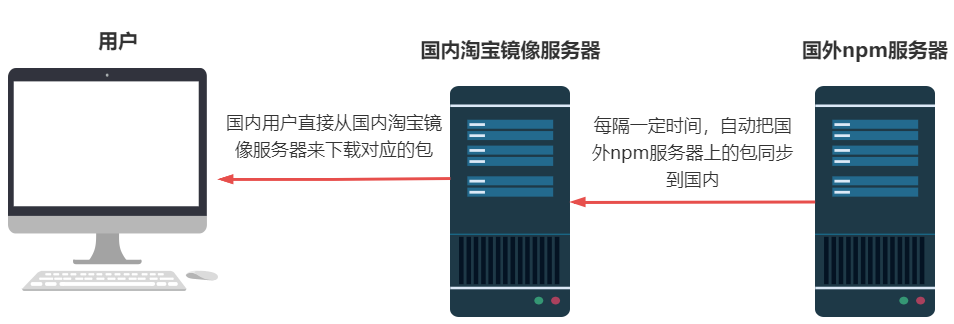 用户
国内淘宝镜像服务器
国外npm服务器
国内用户直接从国内淘宝镜
像服务器来下载对应的包
每隔一定时间，自动把国
外npm服务器上的包同步
到国内